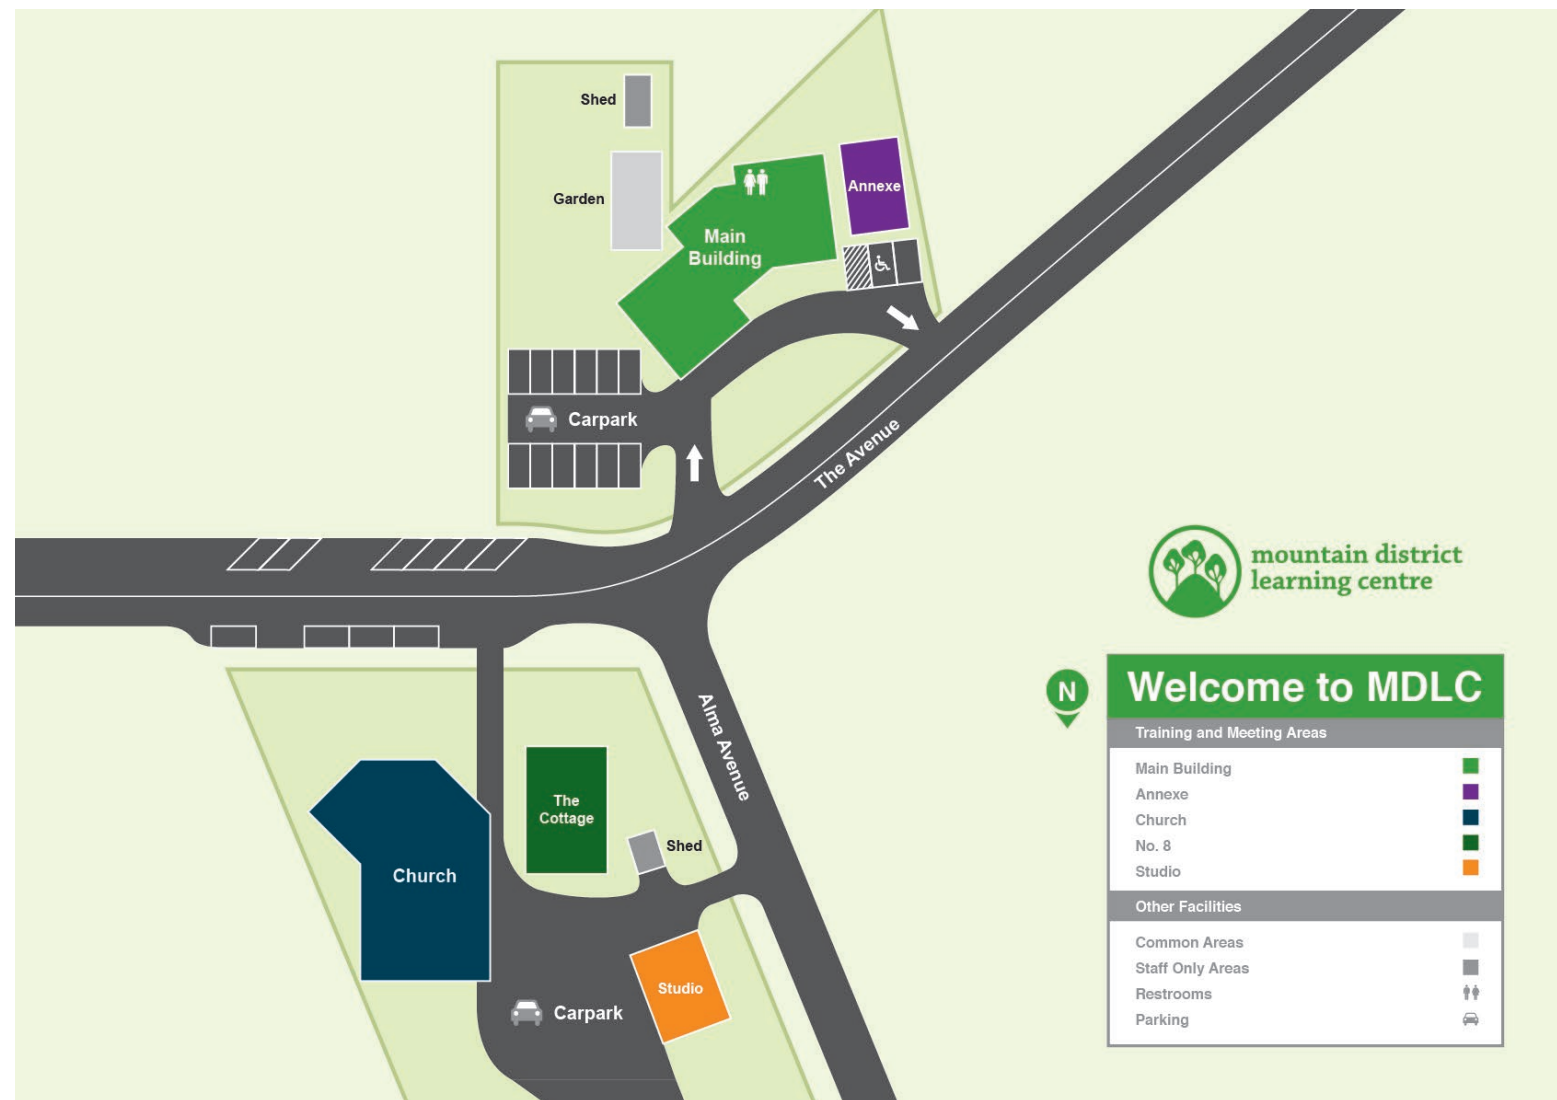 Shed
Garden
Main
Building
Annexe
Carpark
The Avenue
mountain district
learning centre
N
Welcome to MDLC
Training and Meeting Areas
Main Building
Annexe
Church
No. 8
Studio
Other Facilities
Common Areas
Staff Only Areas
Restrooms
Parking
Alma Avenue
The
Cottage
Shed
Church
Studio
Carpark